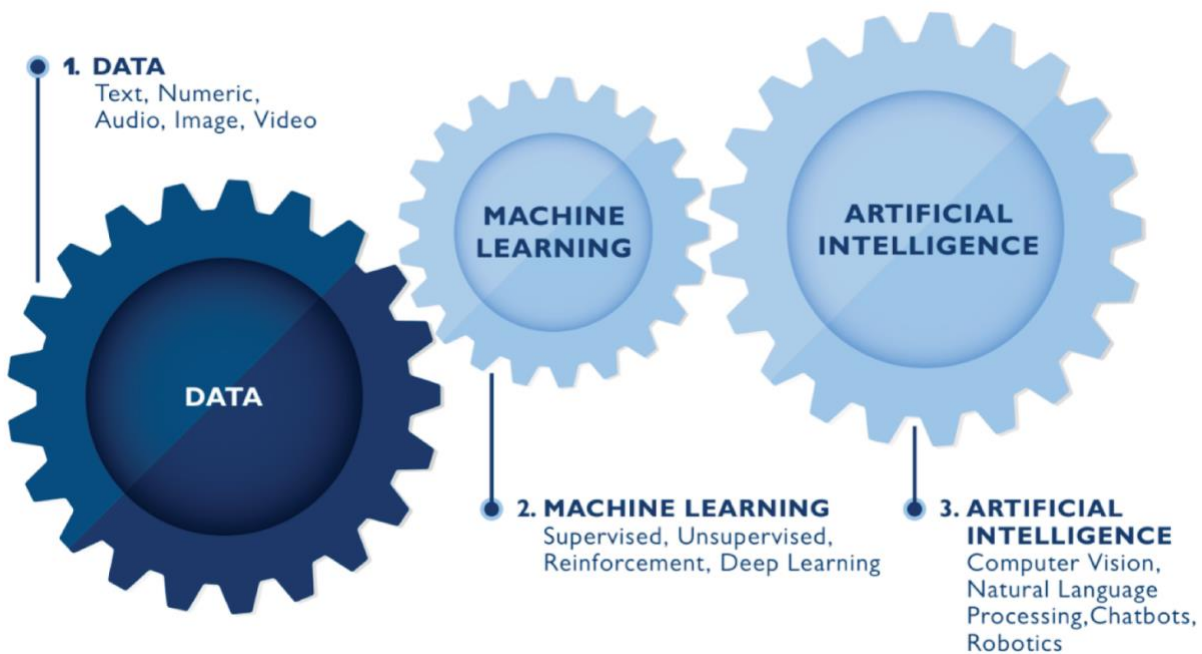 1. DATA
Text, Numeric,
Audio, Image, Video
DATA
MACHINE
LEARNING
ARTIFICIAL
INTELLIGENCE
2. MACHINE LEARNING
Supervised, Unsupervised,
Reinforcement, Deep Learning
3. ARTIFICIAL
INTELLIGENCE
Computer Vision,
Natural Language
Processing,Chatbots,
Robotics